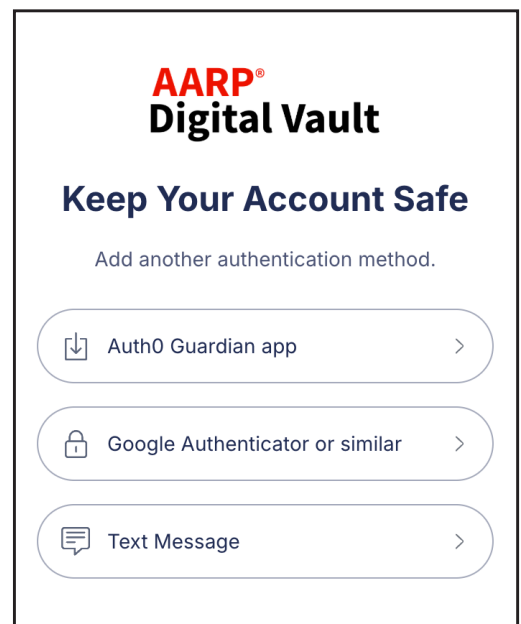 AARP®
Digital Vault
Keep Your Account Safe
Add another authentication method.
Auth0 Guardian app
Google Authenticator or similar
Text Message